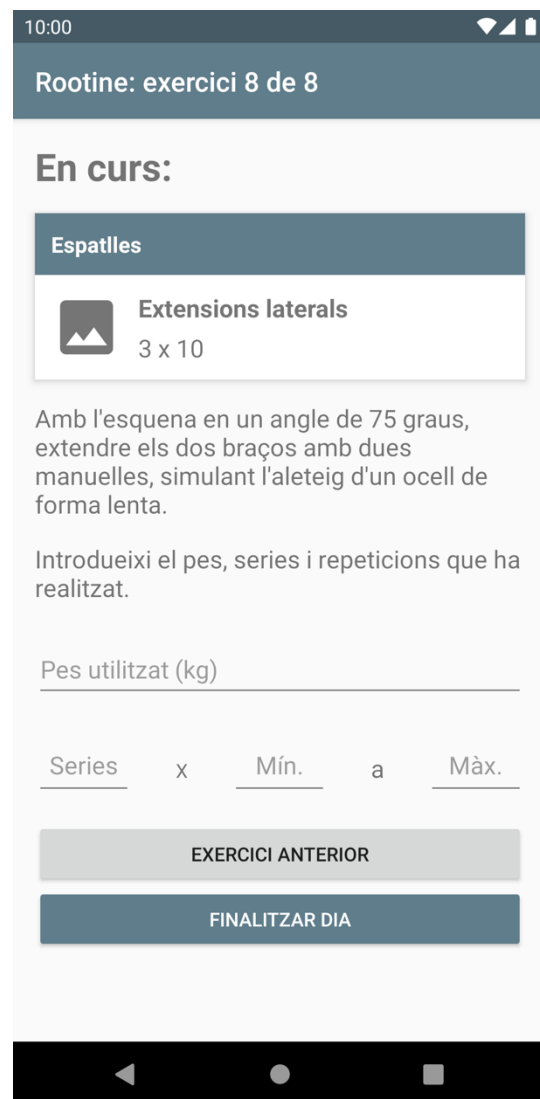 10:00
Rootine: exercici 8 de 8
En curs:
Espatlles
Extensions laterals
3 x 10
Amb l'esquena en un angle de 75 graus,
extendre els dos braços amb dues
manuelles, simulant l'aleteig d'un ocell de
forma lenta.
Introdueixi el pes, series i repeticions que ha
realitzat.
Pes utilitzat (kg)
Series x Mín. a Màx.
EXERCICI ANTERIOR
FINALITZAR DIA